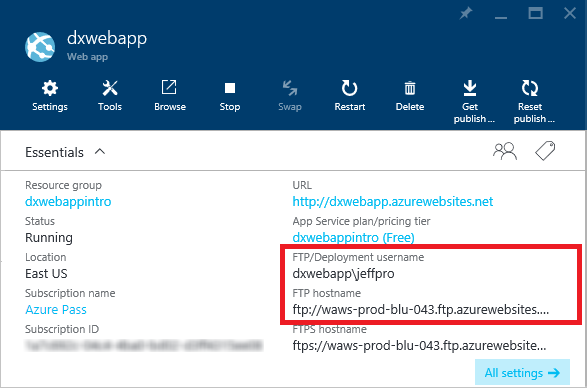 dxwebapp
Web app
Settings
Tools
Browse
Stop
Swap
Restart
Delete
Get publish ...
Reset publish ...
Essentials
Resource group
dxwebappintro
Status
Running
Location
East US
Subscription name
Azure Pass
Subscription ID
URL
http://dxwebapp.azurewebsites.net
App Service plan/pricing tier
dxwebappintro (Free)
FTP/Deployment username
dxwebapp\jeffpro
FTP hostname
ftp://waws-prod-blu-043.ftp.azurewebsites....
FTPS hostname
ftps://waws-prod-blu-043.ftp.azurewebsite...
All settings